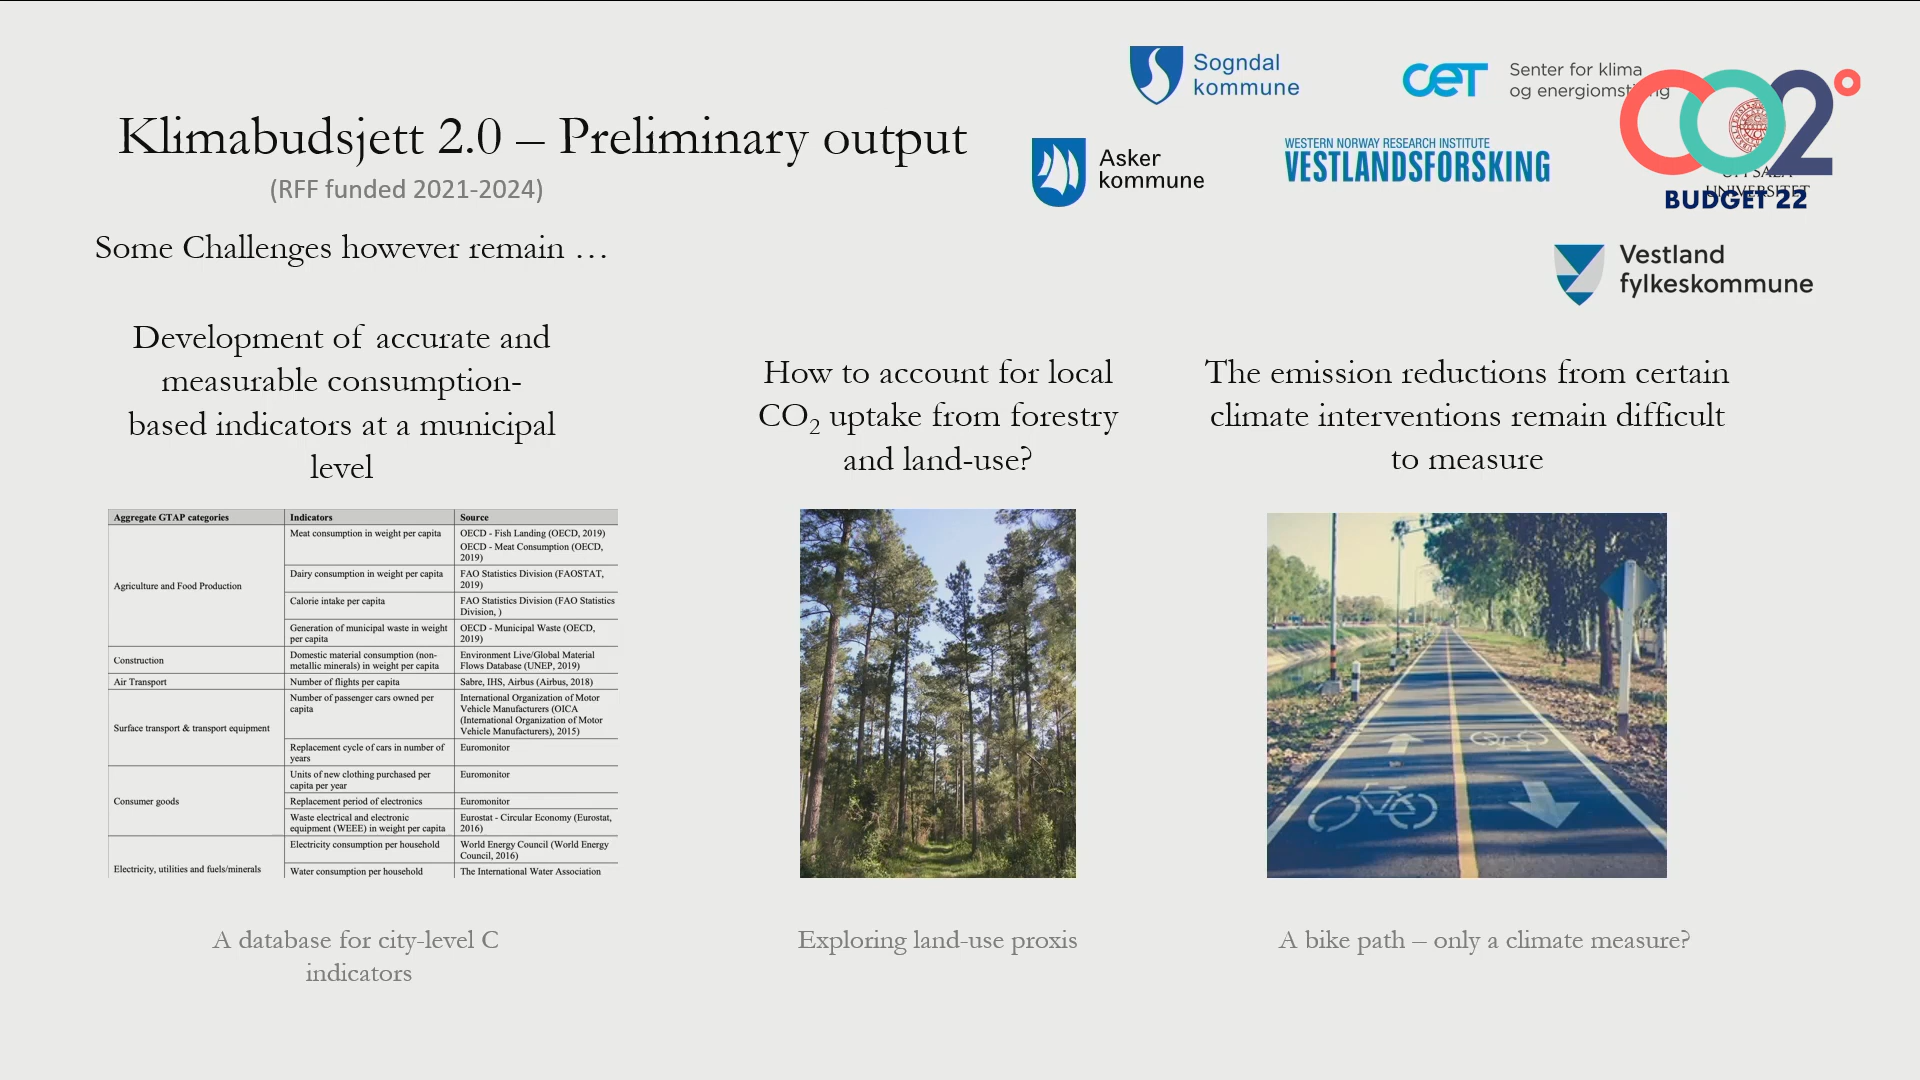 Klimabudsjett 2.0 – Preliminary output
(RFF funded 2021-2024)
Some Challenges however remain …
Sogndal
kommune
CET
Senter for klima
og energiomstilling
Asker
kommune
WESTERN NORWAY RESEARCH INSTITUTE
VESTLANDSFORSKING
CO2°
UPPSALA
UNIVERSITET
BUDGET 22
Vestland
fylkeskommune
Development of accurate and
measurable consumption-
based indicators at a municipal
level
Aggregate GTAP categories Indicators Source
Agriculture and Food Production
Meat consumption in weight per capita
OECD - Fish Landing (OECD, 2019)
OECD - Meat Consumption (OECD,
2019)
Dairy consumption in weight per capita
FAO Statistics Division (FAOSTAT,
2019)
Calorie intake per capita
FAO Statistics Division (FAO Statistics
Division, )
Generation of municipal waste in weight
per capita
OECD - Municipal Waste (OECD,
2019)
Construction
Domestic material consumption (non-
metallic minerals) in weight per capita
Environment Live/Global Material
Flows Database (UNEP, 2019)
Air Transport
Number of flights per capita
Sabre, IHS, Airbus (Airbus, 2018)
Surface transport & transport equipment
Number of passenger cars owned per
capita
International Organization of Motor
Vehicle Manufacturers (OICA
(International Organization of Motor
Vehicle Manufacturers), 2015)
Replacement cycle of cars in number of
years
Euromonitor
Consumer goods
Units of new clothing purchased per
capita per year
Euromonitor
Replacement period of electronics
Euromonitor
Waste electrical and electronic
equipment (WEEE) in weight per capita
Eurostat - Circular Economy (Eurostat,
2016)
Electricity, utilities and fuels/minerals
Electricity consumption per household
World Energy Council (World Energy
Council, 2016)
Water consumption per household
The International Water Association
A database for city-level C
indicators
How to account for local
CO₂ uptake from forestry
and land-use?
Exploring land-use proxis
The emission reductions from certain
climate interventions remain difficult
to measure
A bike path – only a climate measure?